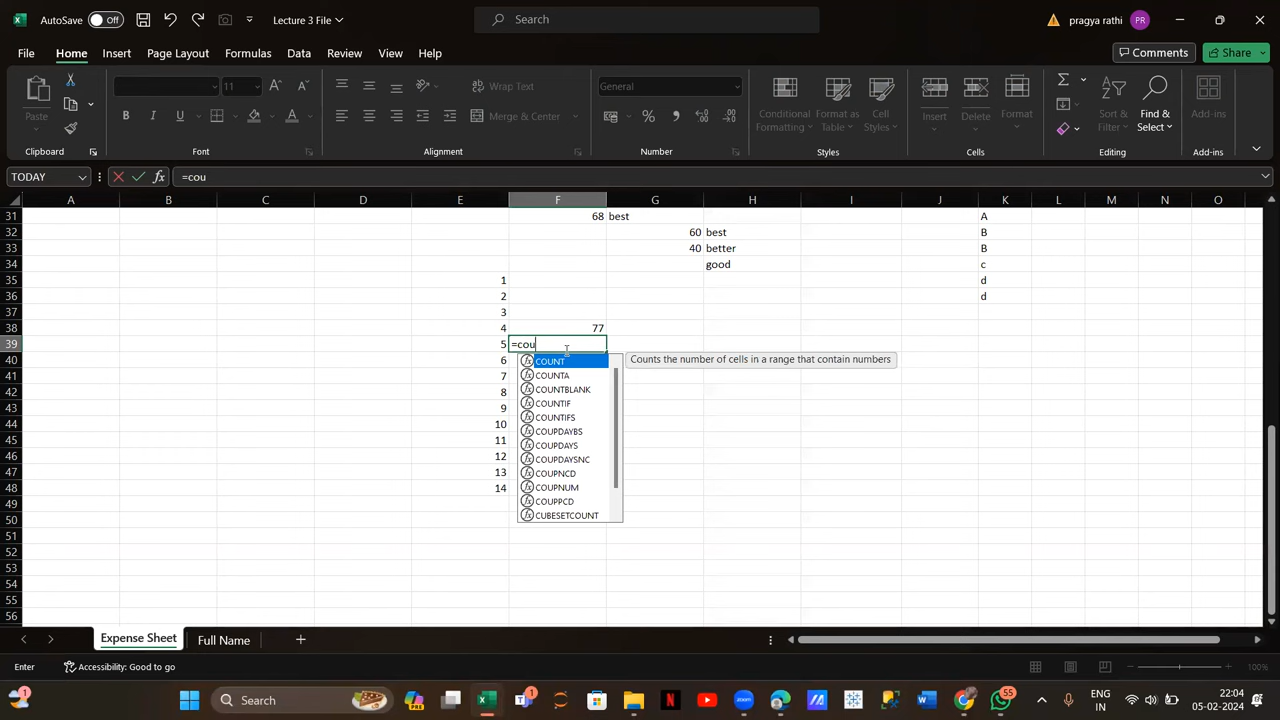 AutoSave Off Lecture 3 File Search pragya rathi PR
File Home Insert Page Layout Formulas Data Review View Help Comments Share
11 General
Paste Wrap Text Merge & Center Conditional Formatting Format as Table Cell Styles Insert Delete Format Sort & Filter Find & Select Add-ins
Clipboard Font Alignment Number Styles Cells Editing Add-ins
TODAY =cou
A B C D E F G H I J K L M N O
31 68 best A
32 60 best B
33 40 better B
34 good c
35 1 d
36 2 d
37 3
38 4 77
39 5 =cou
COUNT Counts the number of cells in a range that contain numbers
40 6 COUNTA
41 7 COUNTBLANK
42 8 COUNTIF
43 9 COUNTIFS
44 10 COUPDAYBS
45 11 COUPDAYS
46 12 COUPDAYSNC
47 13 COUPNCD
48 14 COUPNUM
49 COUPPCD
50 CUBESETCOUNT
51
52
53
54
55
56
Expense Sheet Full Name
Enter Accessibility: Good to go 100%
1 Search 1 55 ENG IN 22:04 05-02-2024